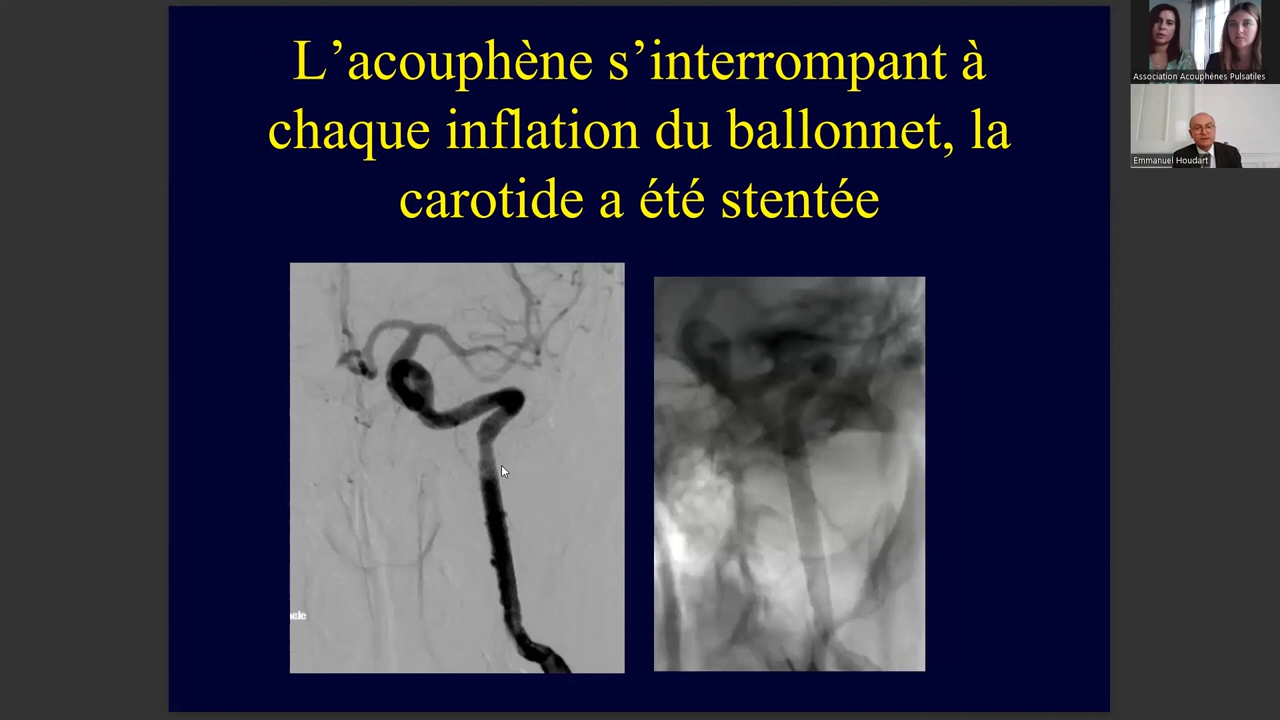 L’acouphène s’interrompant à
chaque inflation du ballonnet, la
carotide a été stentée
Association Acouphènes Pulsatiles
Emmanuel Houdart